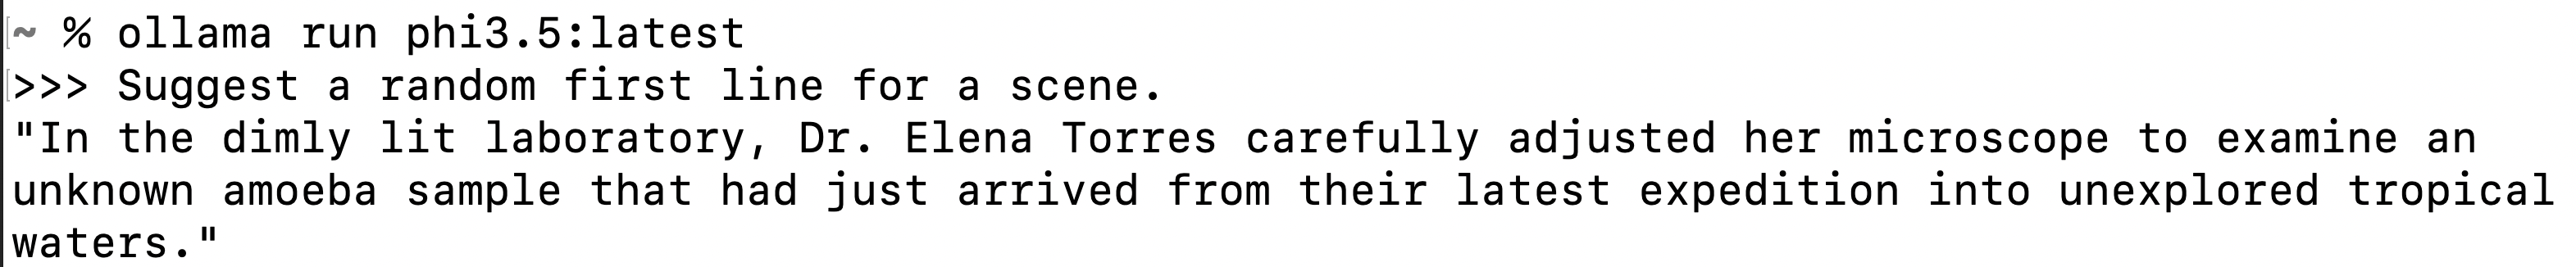 ~ % ollama run phi3.5:latest
>>> Suggest a random first line for a scene.
"In the dimly lit laboratory, Dr. Elena Torres carefully adjusted her microscope to examine an
unknown amoeba sample that had just arrived from their latest expedition into unexplored tropical
waters."